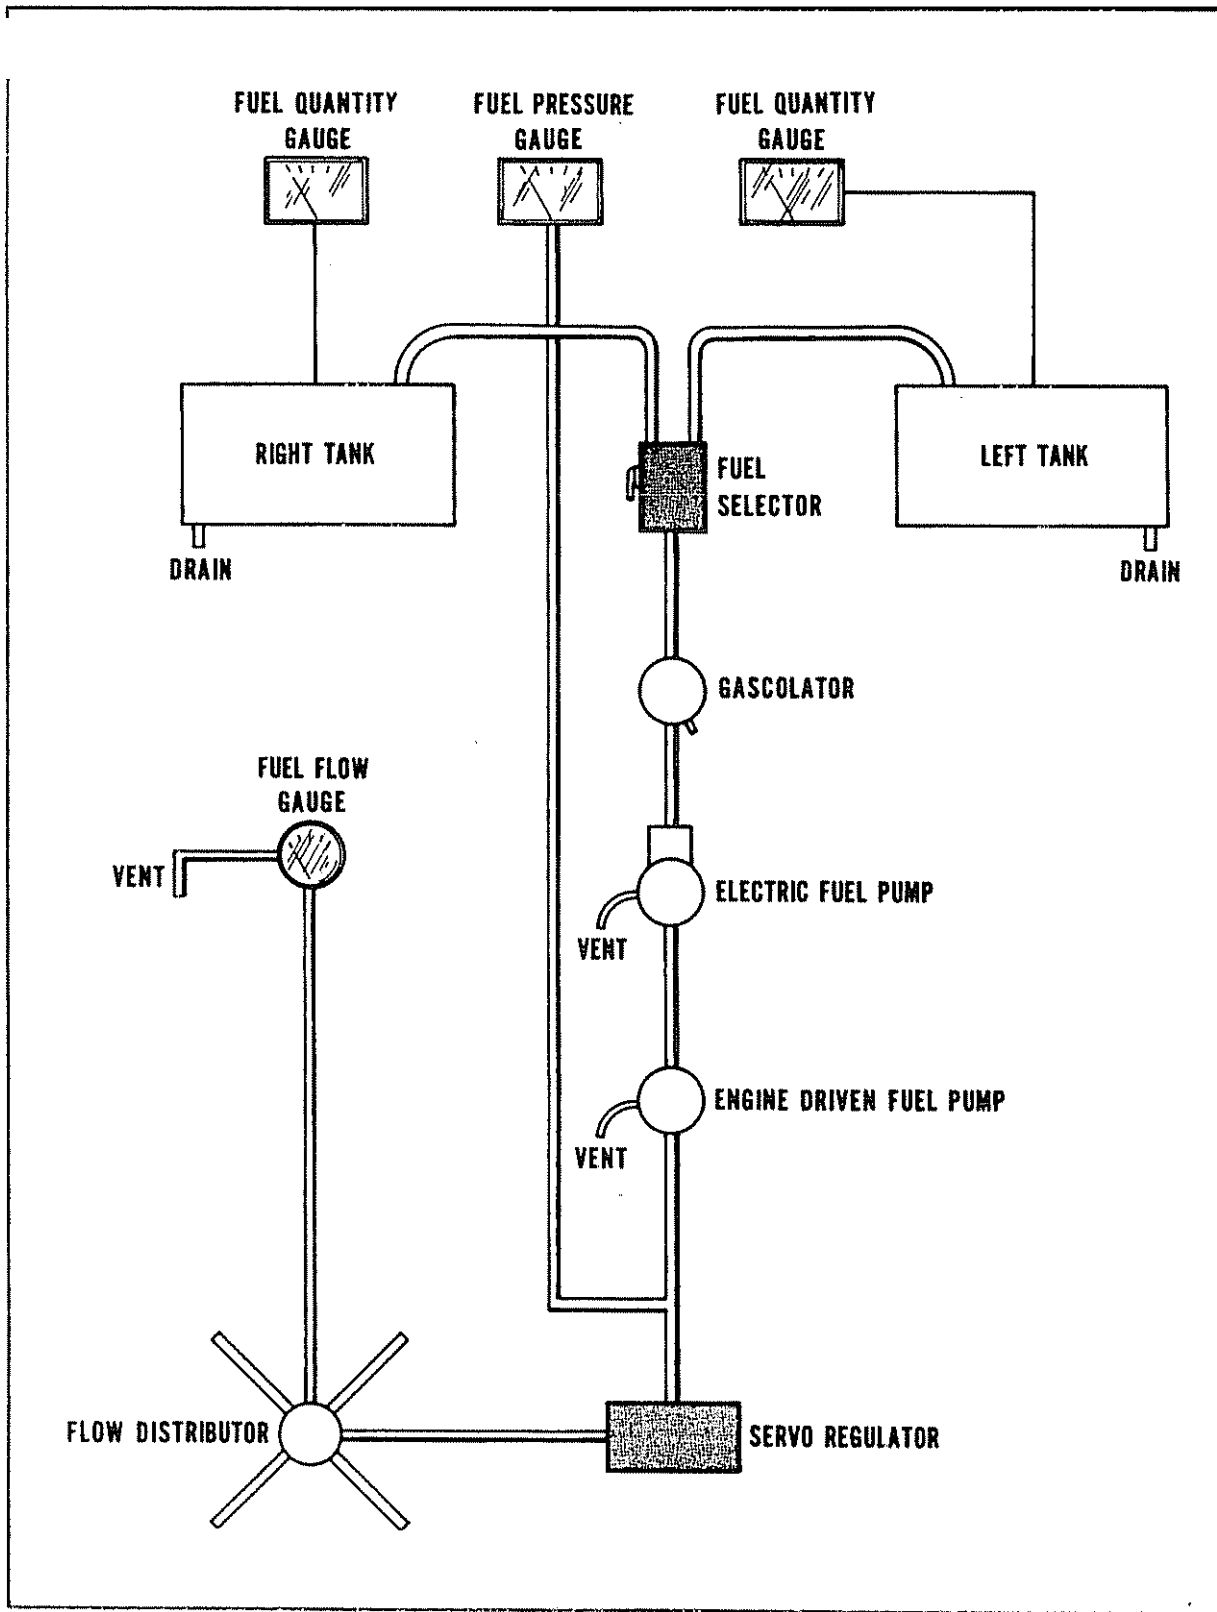 FUEL QUANTITY
GAUGE
FUEL PRESSURE
GAUGE
FUEL QUANTITY
GAUGE
RIGHT TANK
FUEL
SELECTOR
LEFT TANK
DRAIN
DRAIN
GASCOLATOR
FUEL FLOW
GAUGE
VENT
ELECTRIC FUEL PUMP
VENT
ENGINE DRIVEN FUEL PUMP
VENT
FLOW DISTRIBUTOR
SERVO REGULATOR